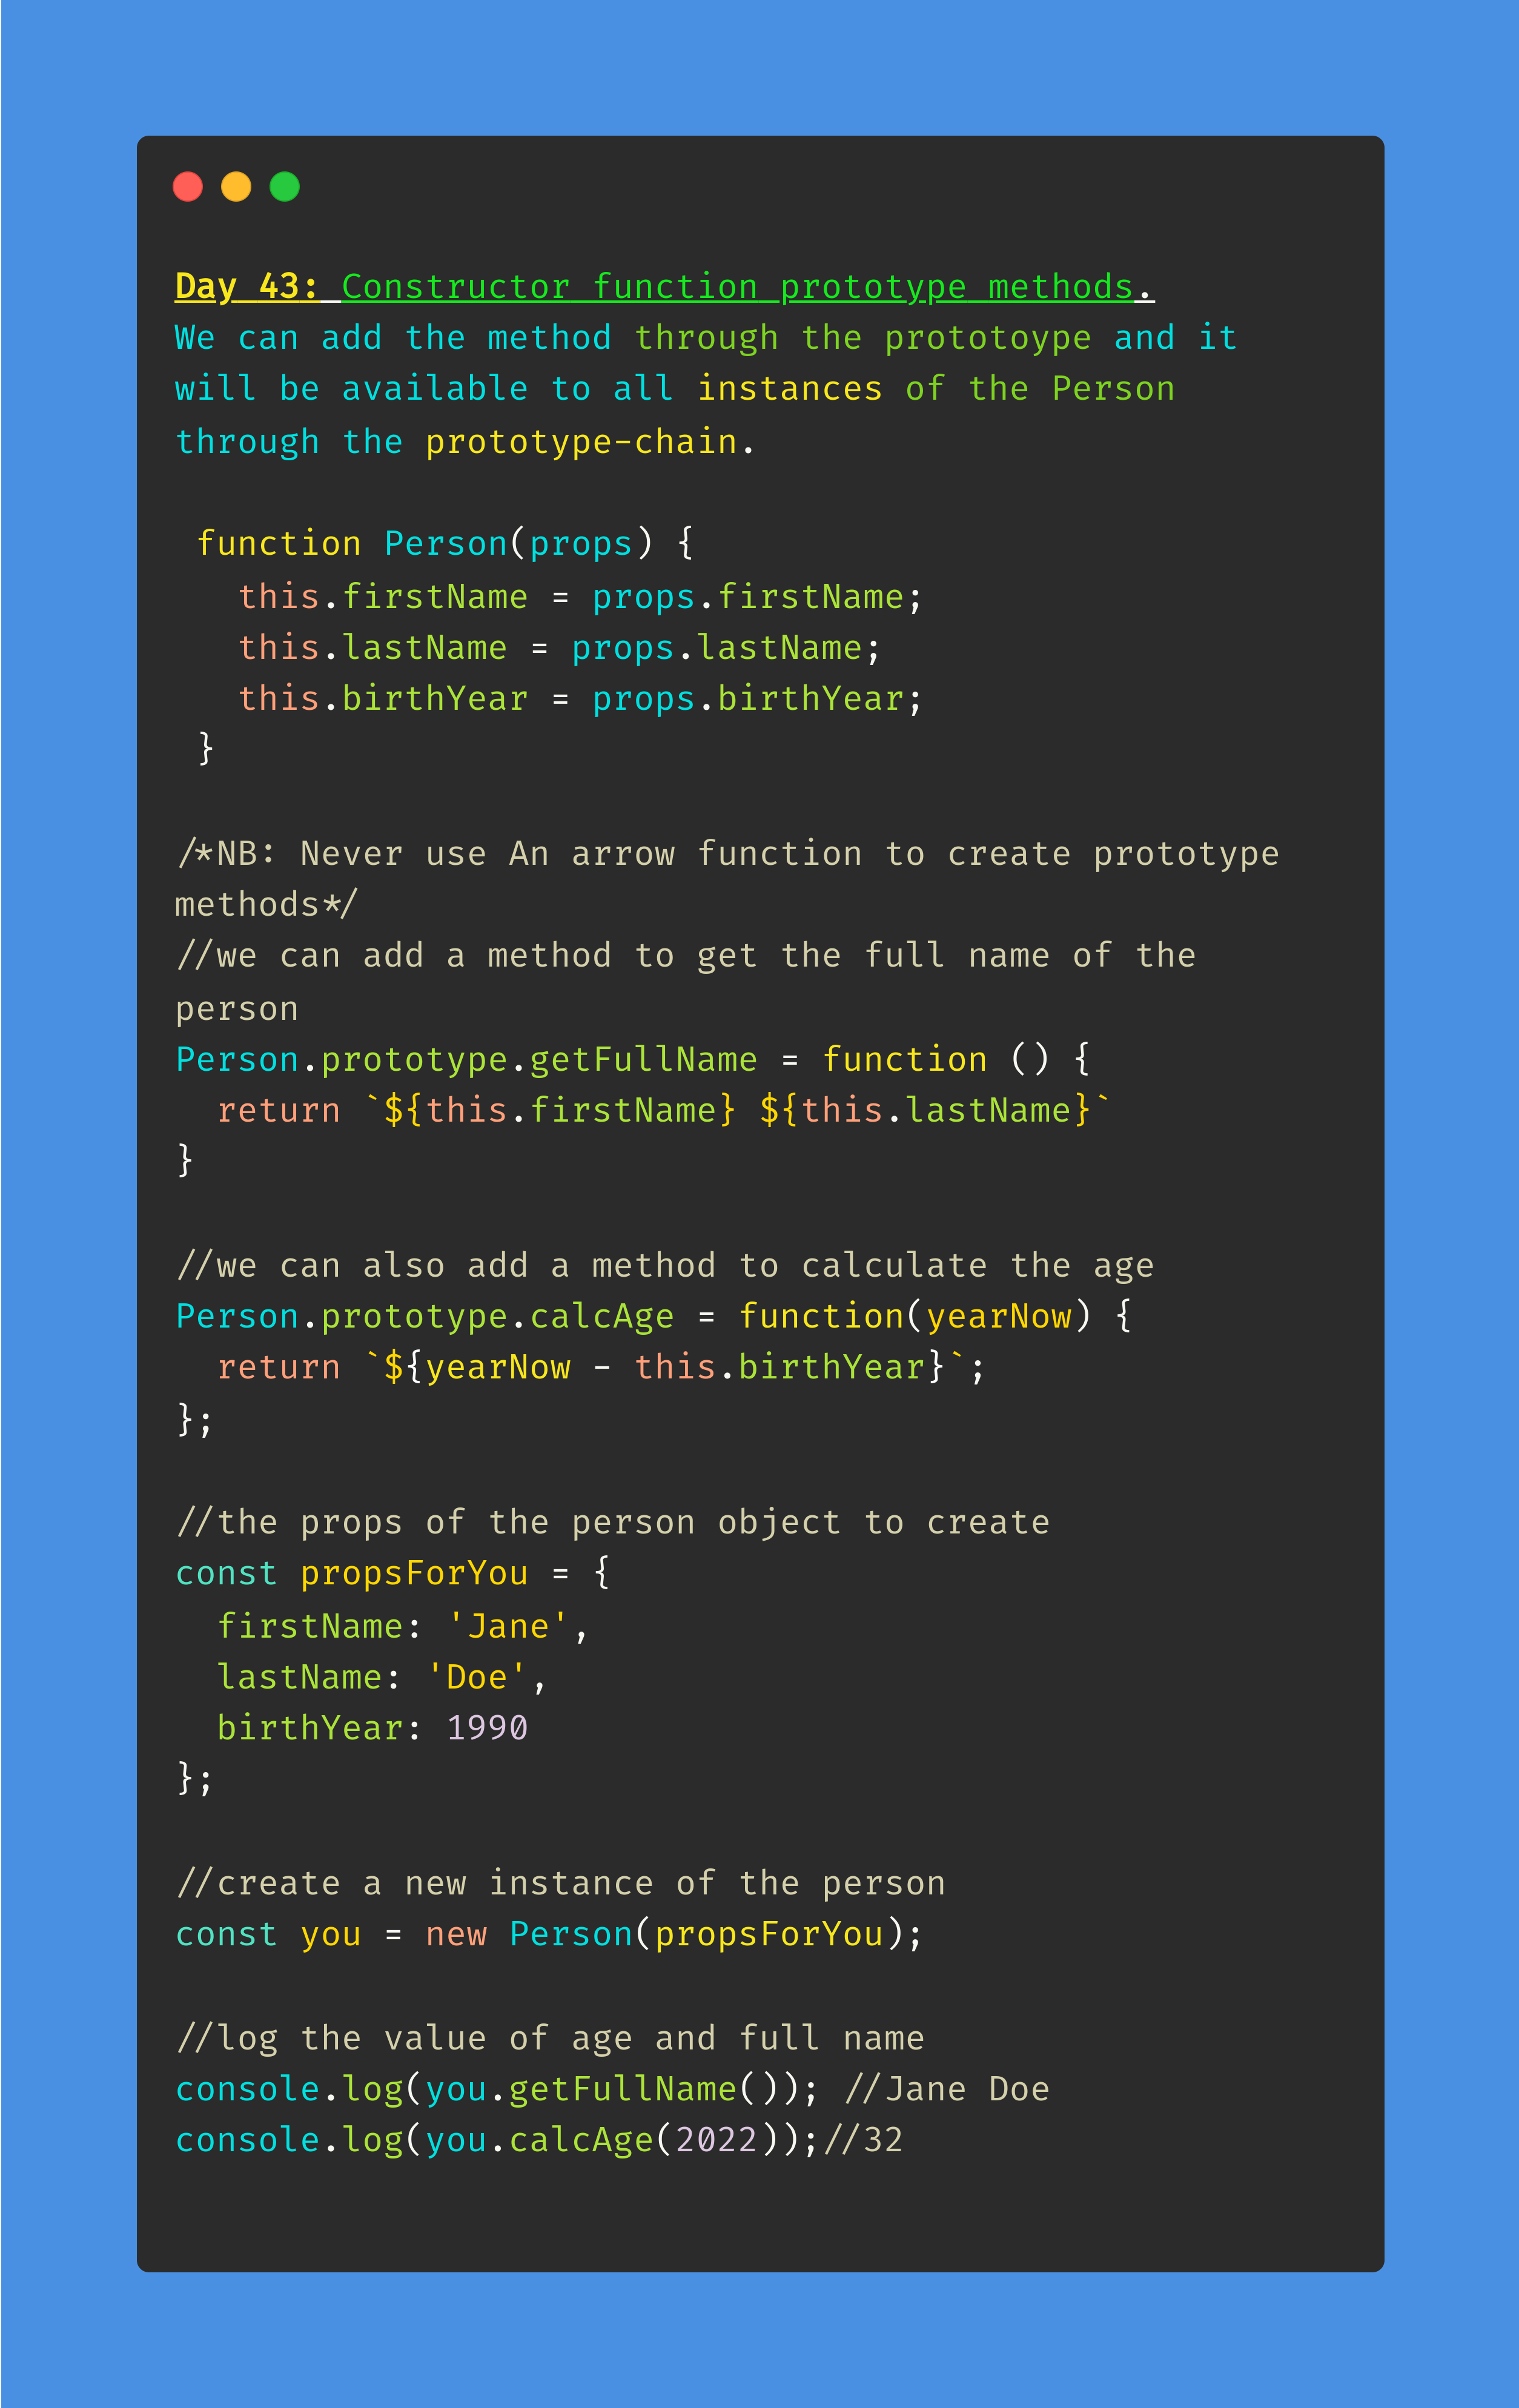 Day 43: Constructor function prototype methods.
We can add the method through the prototoype and it
will be available to all instances of the Person
through the prototype-chain.
function Person(props) {
this.firstName = props.firstName;
this.lastName = props.lastName;
this.birthYear = props.birthYear;
}
/*NB: Never use An arrow function to create prototype
methods*/
//we can add a method to get the full name of the
person
Person.prototype.getFullName = function () {
return `${this.firstName} ${this.lastName}`
}
//we can also add a method to calculate the age
Person.prototype.calcAge = function(yearNow) {
return `${yearNow - this.birthYear}`;
};
//the props of the person object to create
const propsForYou = {
firstName: 'Jane',
lastName: 'Doe',
birthYear: 1990
};
//create a new instance of the person
const you = new Person(propsForYou);
//log the value of age and full name
console.log(you.getFullName()); //Jane Doe
console.log(you.calcAge(2022));//32